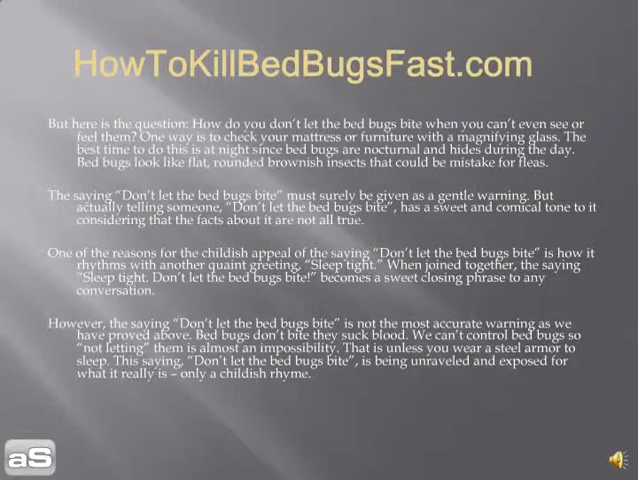 HowToKillBedBugsFast.com
But here is the question: How do you don't let the bed bugs bite when you can't even see or
feel them? One way is to check your mattress or furniture with a magnifying glass. The
best time to do this is at night since bed bugs are nocturnal and hides during the day.
Bed bugs look like flat, rounded brownish insects that could be mistake for fleas.
The saying “Don't let the bed bugs bite” must surely be given as a gentle warning. But
actually telling someone, “Don't let the bed bugs bite”, has a sweet and comical tone to it
considering that the facts about it are not all true.
One of the reasons for the childish appeal of the saying “Don't let the bed bugs bite” is how it
rhythms with another quaint greeting, “Sleep tight.” When joined together, the saying
“Sleep tight. Don't let the bed bugs bite!” becomes a sweet closing phrase to any
conversation.
However, the saying “Don't let the bed bugs bite” is not the most accurate warning as we
have proved above. Bed bugs don't bite they suck blood. We can't control bed bugs so
“not letting” them is almost an impossibility. That is unless you wear a steel armor to
sleep. This saying, “Don't let the bed bugs bite”, is being unraveled and exposed for
what it really is – only a childish rhyme.
aS